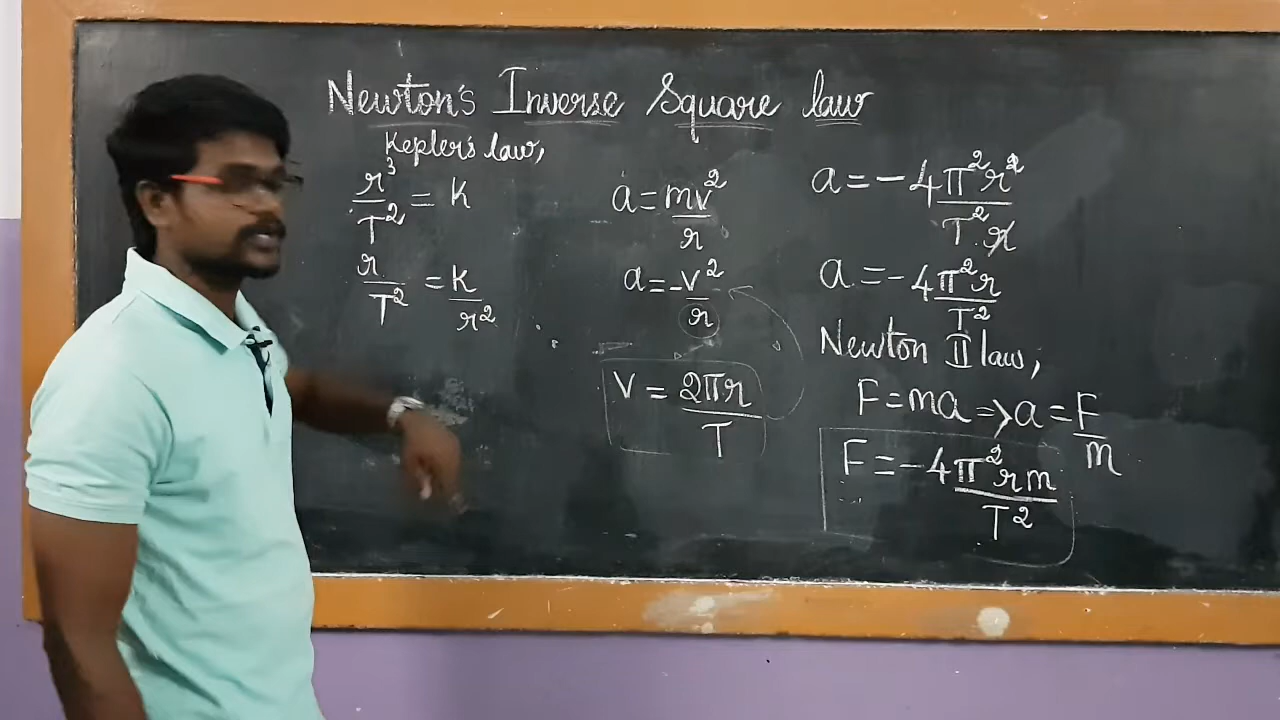 Newton's Inverse Square law
Kepler's law,
r³/T² = k
r/T² = k/r²
a = mv²/r
a = -v²/r
V = 2πr/T
a = -4π²r²/T²r
a = -4π²r/T²
Newton II law,
F = ma => a = F/m
F = -4π²rm/T²